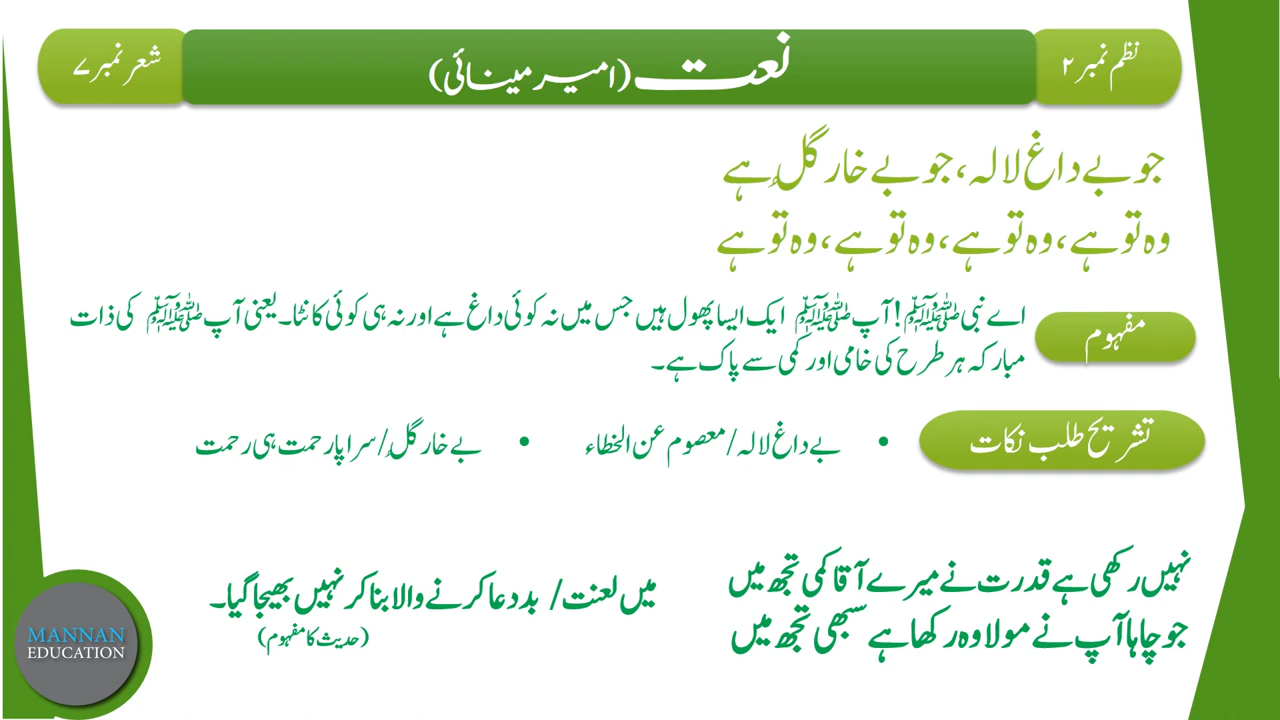 نظم نمبر ۲
نعت (امیر مینائی)
شعر نمبر ۷
جو بے داغ لالہ، جو بے خار گُل ہے
وہ تو ہے، وہ تو ہے، وہ تو ہے، وہ تو ہے
مفہوم
اے نبی ﷺ! آپ ﷺ ایک ایسا پھول ہیں جس میں نہ کوئی داغ ہے اور نہ ہی کوئی کانٹا۔ یعنی آپ ﷺ کی ذات
مبارکہ ہر طرح کی خامی اور کمی سے پاک ہے۔
تشریح طلب نکات
• بے داغ لالہ/معصوم عن الخطاء • بے خار گُل/سراپا رحمت ہی رحمت
نہیں رکھی ہے قدرت نے میرے آقا کمی تجھ میں
جو چاہا آپ نے مولا وہ رکھا ہے سبھی تجھ میں
میں لعنت/ بددعا کرنے والا بنا کر نہیں بھیجا گیا۔
(حدیث کا مفہوم)
MANNAN
EDUCATION